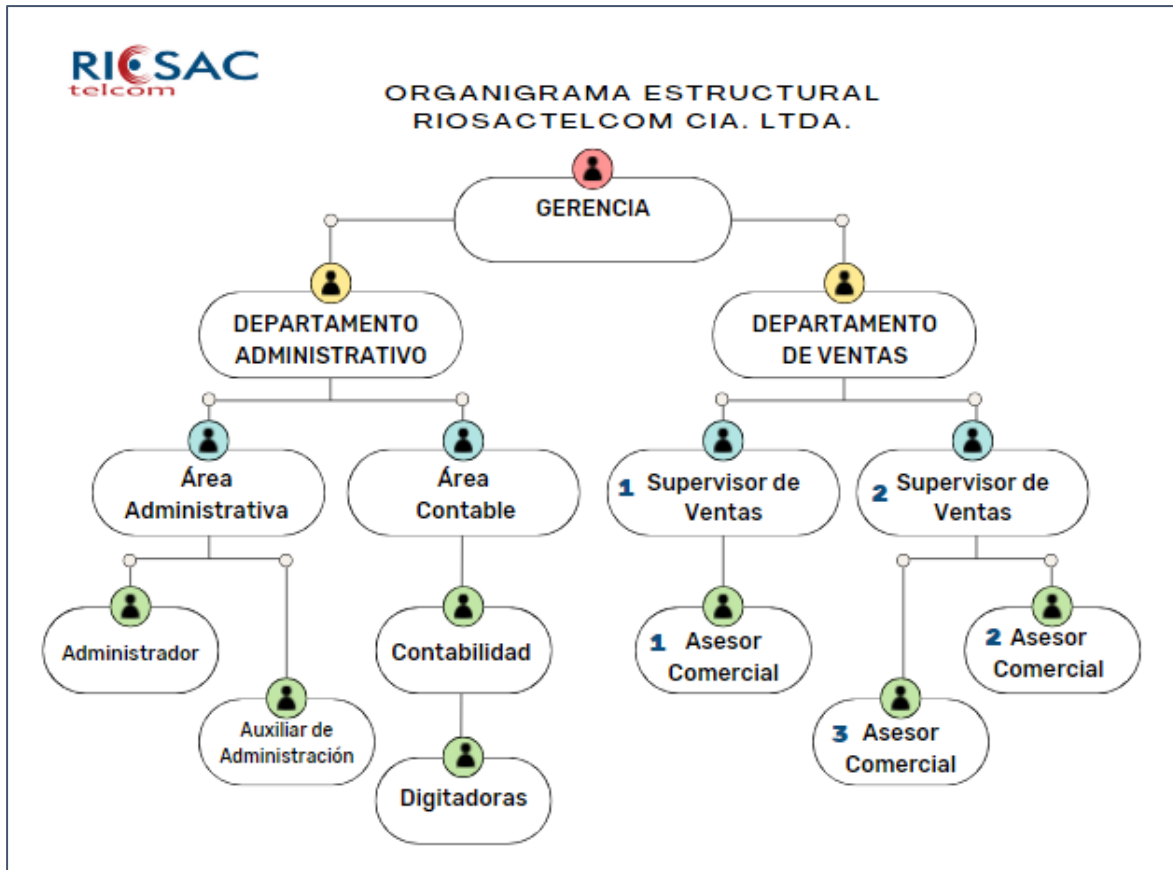 RIOSAC
telcom
ORGANIGRAMA ESTRUCTURAL
RIOSACTELCOM CIA. LTDA.
GERENCIA
DEPARTAMENTO
ADMINISTRATIVO
DEPARTAMENTO
DE VENTAS
Área
Administrativa
Área
Contable
1 Supervisor de
Ventas
2 Supervisor de
Ventas
Administrador
Contabilidad
1 Asesor
Comercial
2 Asesor
Comercial
Auxiliar de
Administración
3 Asesor
Comercial
Digitadoras